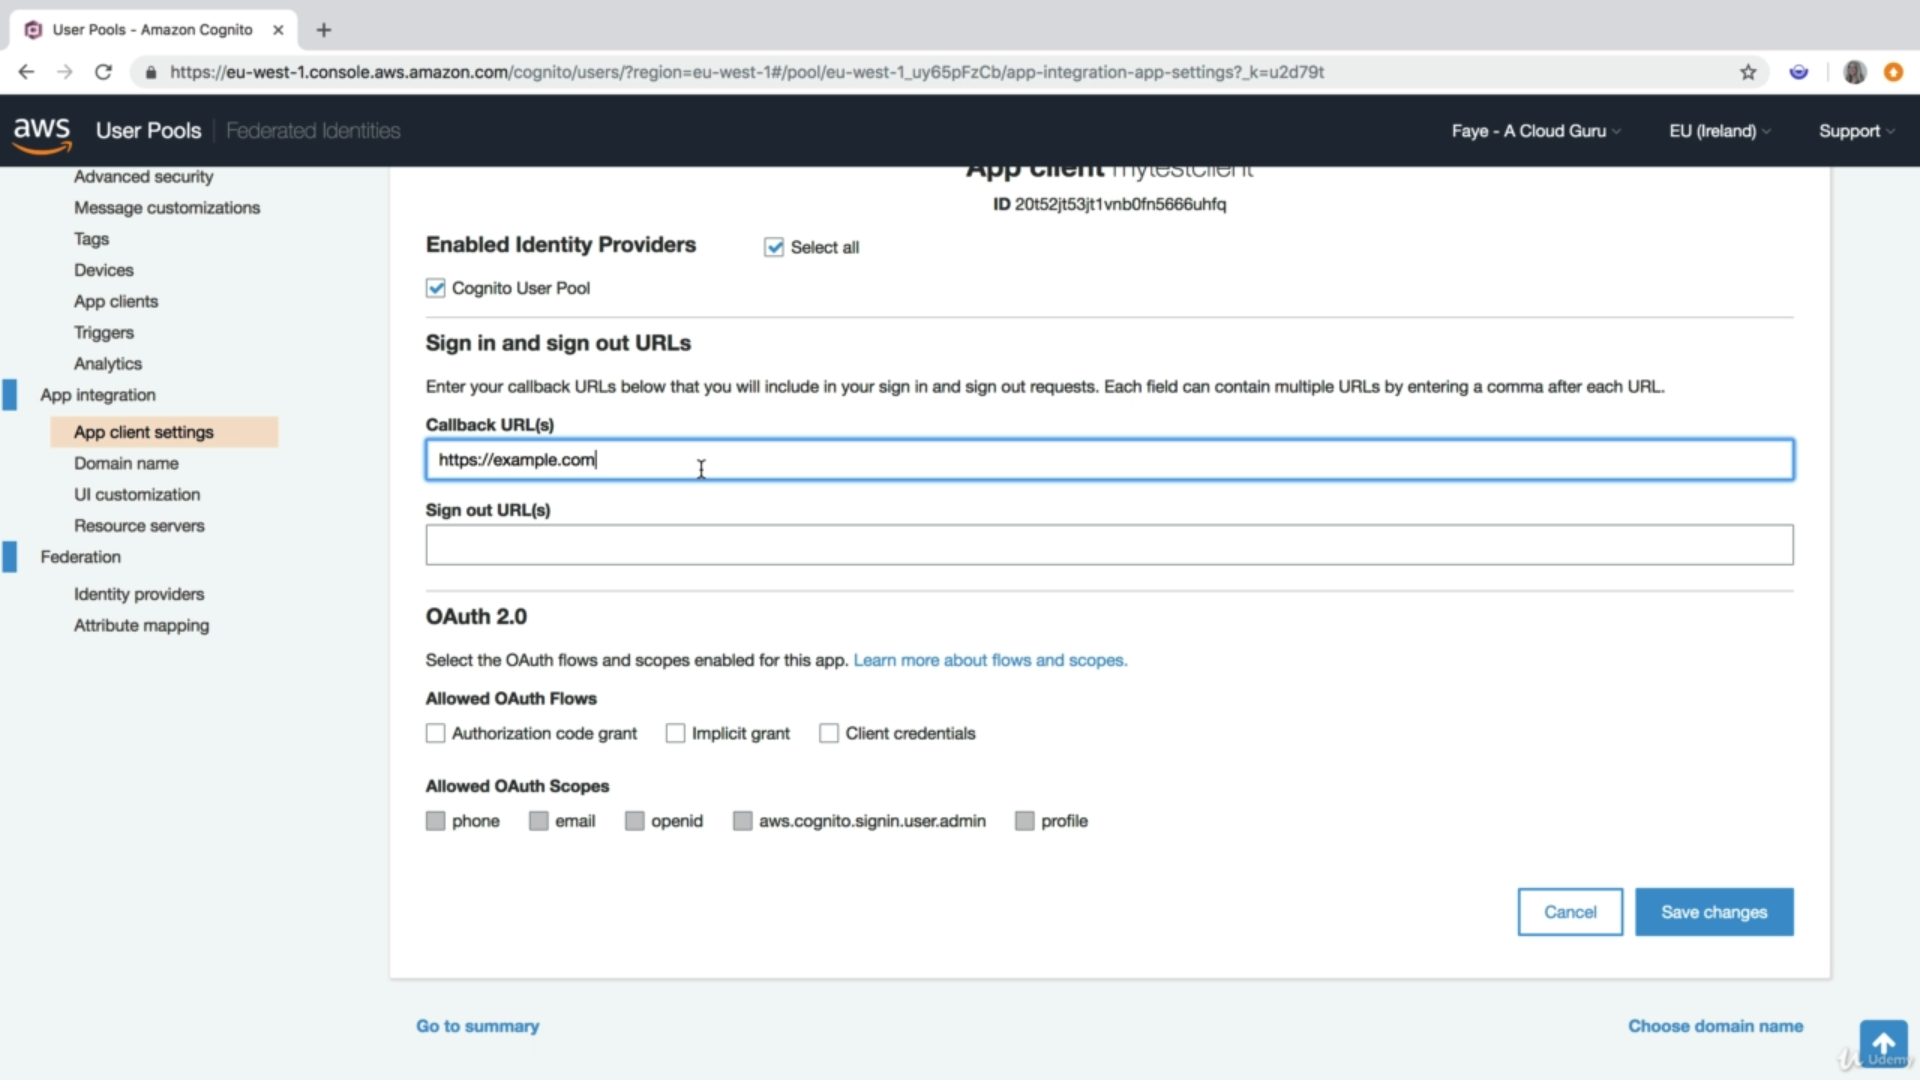 User Pools - Amazon Cognito
https://eu-west-1.console.aws.amazon.com/cognito/users/?region=eu-west-1#/pool/eu-west-1_uy65pFzCb/app-integration-app-settings?_k=u2d79t
aws User Pools Federated Identities Faye - A Cloud Guru EU (Ireland) Support
Advanced security
Message customizations
Tags
Devices
App clients
Triggers
Analytics
App integration
App client settings
Domain name
UI customization
Resource servers
Federation
Identity providers
Attribute mapping
App client mytestclient
ID 20t52jt53jt1vnb0fn5666uhfq
Enabled Identity Providers Select all
Cognito User Pool
Sign in and sign out URLs
Enter your callback URLs below that you will include in your sign in and sign out requests. Each field can contain multiple URLs by entering a comma after each URL.
Callback URL(s)
https://example.com
Sign out URL(s)
OAuth 2.0
Select the OAuth flows and scopes enabled for this app. Learn more about flows and scopes.
Allowed OAuth Flows
Authorization code grant Implicit grant Client credentials
Allowed OAuth Scopes
phone email openid aws.cognito.signin.user.admin profile
Cancel Save changes
Go to summary Choose domain name
Udemy